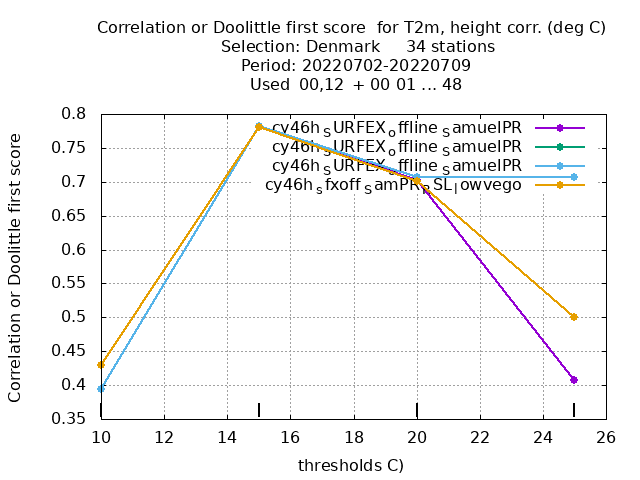 Correlation or Doolittle first score  for T2m, height corr. (deg C)
Selection: Denmark     34 stations
Period: 20220702-20220709
Used  00,12  + 00 01 ... 48
Correlation or Doolittle first score
0.8
0.75
0.7
0.65
0.6
0.55
0.5
0.45
0.4
0.35
cy46h_SURFEX_offline_SamuelPR
cy46h_SURFEX_offline_SamuelPR
cy46h_SURFEX_offline_SamuelPR
cy46h_sfxoff_SamPR_RSL_lowvego
10 12 14 16 18 20 22 24 26
thresholds C)